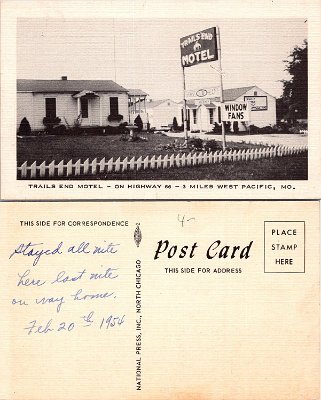 TRAILS END
MOTEL
WINDOW
FANS
TRAILS END MOTEL - ON HIGHWAY 66 - 3 MILES WEST PACIFIC, MO.
THIS SIDE FOR CORRESPONDENCE
4-
Post Card
THIS SIDE FOR ADDRESS
PLACE
STAMP
HERE
Stayed all nite
here last nite
on way home.
Feb 20th 1954
NATIONAL PRESS, INC., NORTH CHICAGO